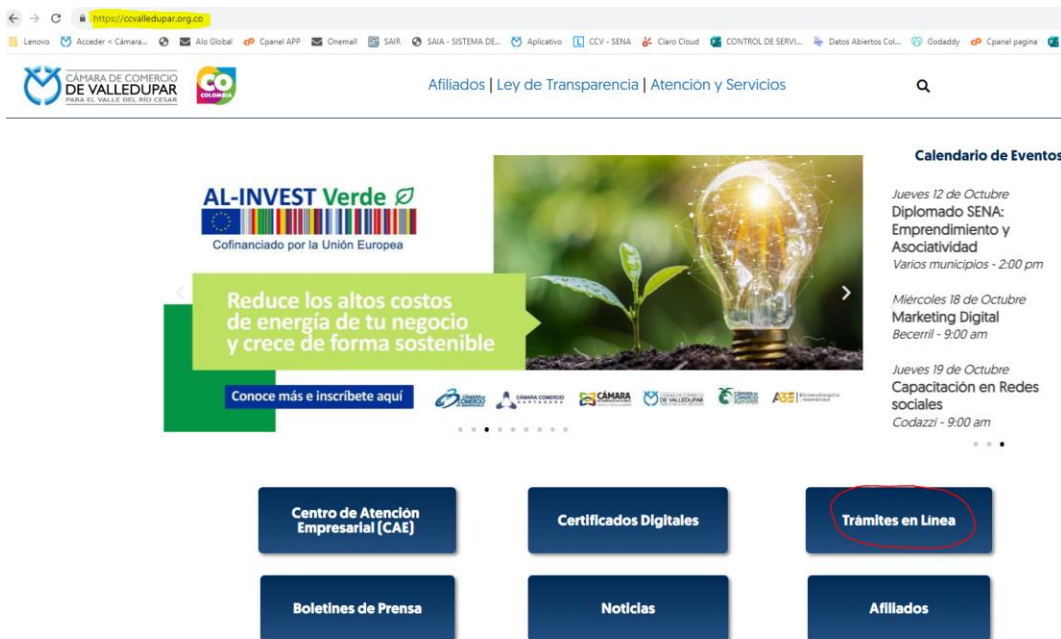 https://ccvalledupar.org.co
Lenovo Acceder < Cámara... Alo Global Cpanel APP Onemail SAIR SAIA - SISTEMA DE... Aplicativo CCV - SENA Claro Cloud CONTROL DE SERVI... Datos Abiertos Col... Godaddy Cpanel pagina
CÁMARA DE COMERCIO
DE VALLEDUPAR
PARA EL VALLE DEL RÍO CESAR
CO
COLOMBIA
Afiliados | Ley de Transparencia | Atención y Servicios
AL-INVEST Verde
Cofinanciado por la Unión Europea
Reduce los altos costos
de energía de tu negocio
y crece de forma sostenible
Conoce más e inscríbete aquí
CÁMARA COMERCIO
CARTAGENA
CÁMARA
DE VALLEDUPAR
Calendario de Eventos
Jueves 12 de Octubre
Diplomado SENA:
Emprendimiento y
Asociatividad
Varios municipios - 2:00 pm
Miércoles 18 de Octubre
Marketing Digital
Becerril - 9:00 am
Jueves 19 de Octubre
Capacitación en Redes
sociales
Codazzi - 9:00 am
Centro de Atención
Empresarial (CAE)
Certificados Digitales
Trámites en Línea
Boletines de Prensa
Noticias
Afiliados